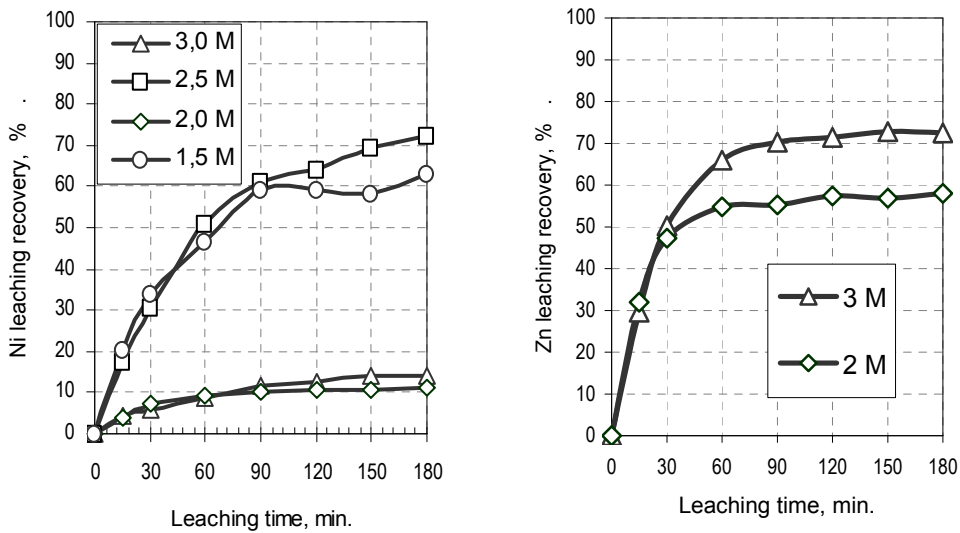 100
90
80
70
60
50
40
30
20
10
0
Ni leaching recovery, % .
3,0 M
2,5 M
2,0 M
1,5 M
0 30 60 90 120 150 180
Leaching time, min.
100
90
80
70
60
50
40
30
20
10
0
Zn leaching recovery, % .
3 M
2 M
0 30 60 90 120 150 180
Leaching time, min.